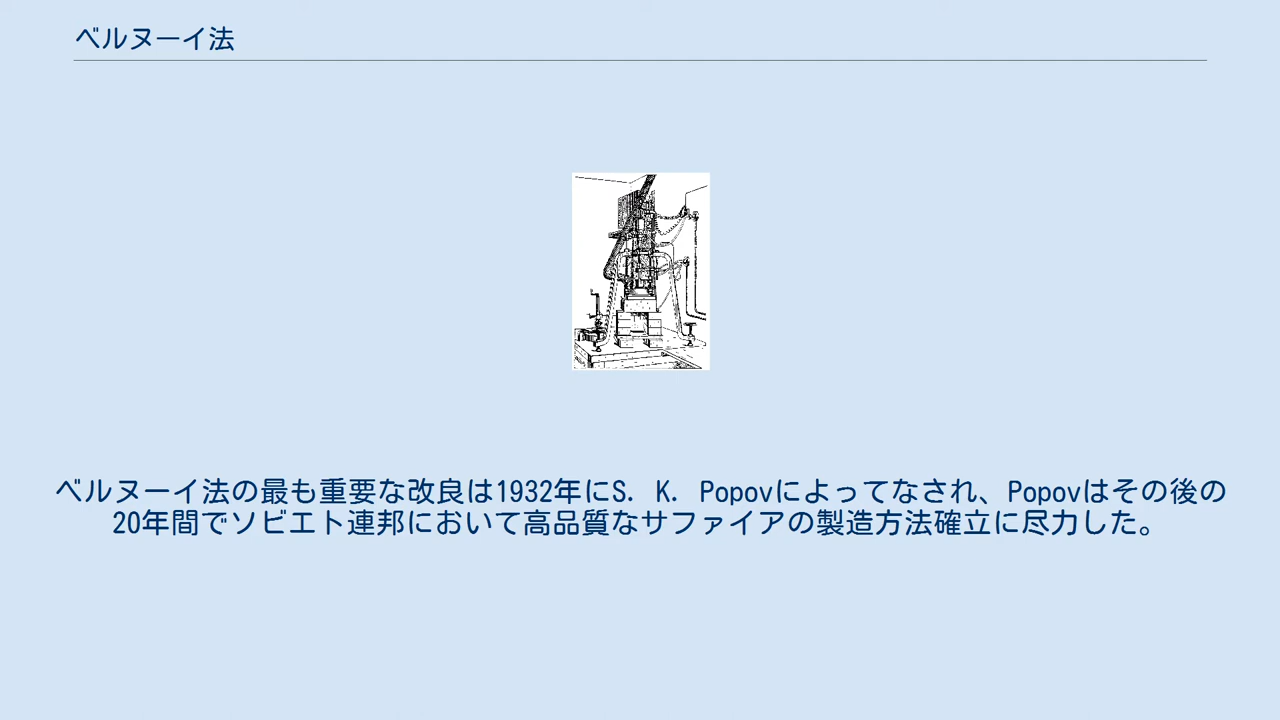 ベルヌーイ法
ベルヌーイ法の最も重要な改良は1932年にS. K. Popovによってなされ、Popovはその後の
20年間でソビエト連邦において高品質なサファイアの製造方法確立に尽力した。